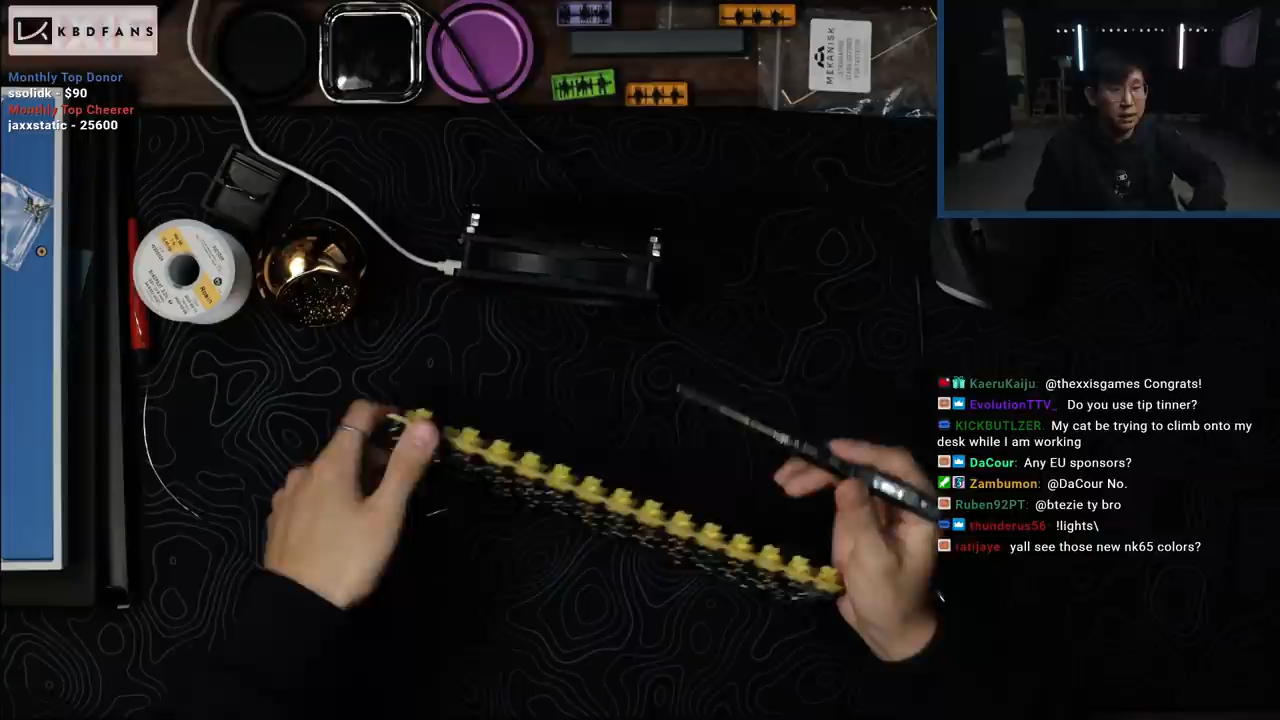 KBDFANS
Monthly Top Donor
ssolidk - $90
Monthly Top Cheerer
jaxxstatic - 25600
MEKANISK
Rosin
KaeruKaiju: @thexxisgames Congrats!
EvolutionTTV_ Do you use tip tinner?
KICKBUTLZER: My cat be trying to climb onto my
desk while I am working
DaCour: Any EU sponsors?
Zambumon: @DaCour No.
Ruben92PT: @btezie ty bro
thunderus56: !lights\
iatijaye: yall see those new nk65 colors?